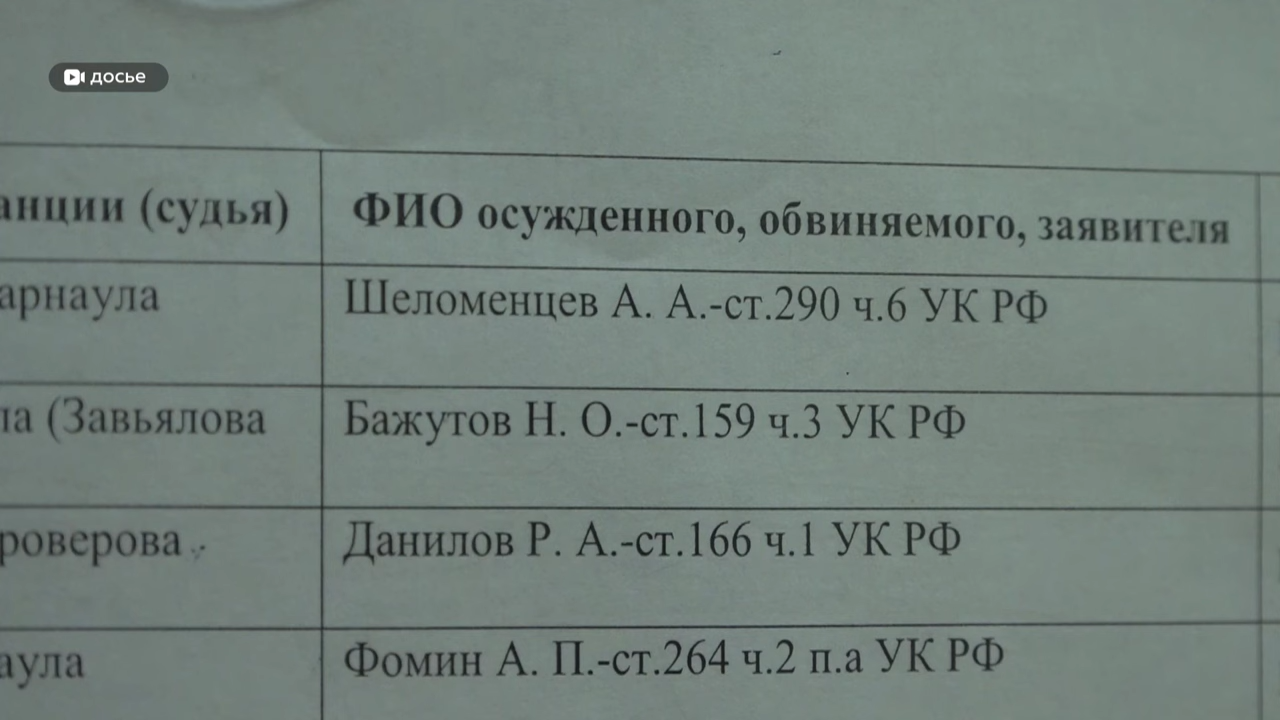 досье
анции (судья) ФИО осужденного, обвиняемого, заявителя
арнаула Шеломенцев А. А.-ст.290 ч.6 УК РФ
ла (Завьялова Бажутов Н. О.-ст.159 ч.3 УК РФ
роверова Данилов Р. А.-ст.166 ч.1 УК РФ
аула Фомин А. П.-ст.264 ч.2 п.а УК РФ